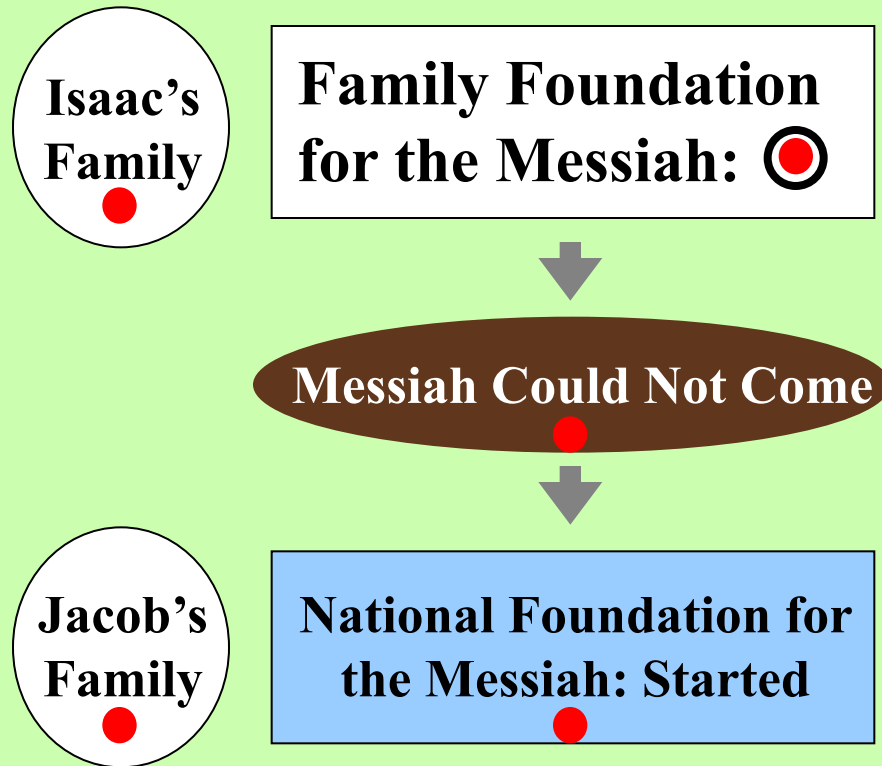 Isaac’s
Family
Family Foundation
for the Messiah:
Messiah Could Not Come
Jacob’s
Family
National Foundation for
the Messiah: Started